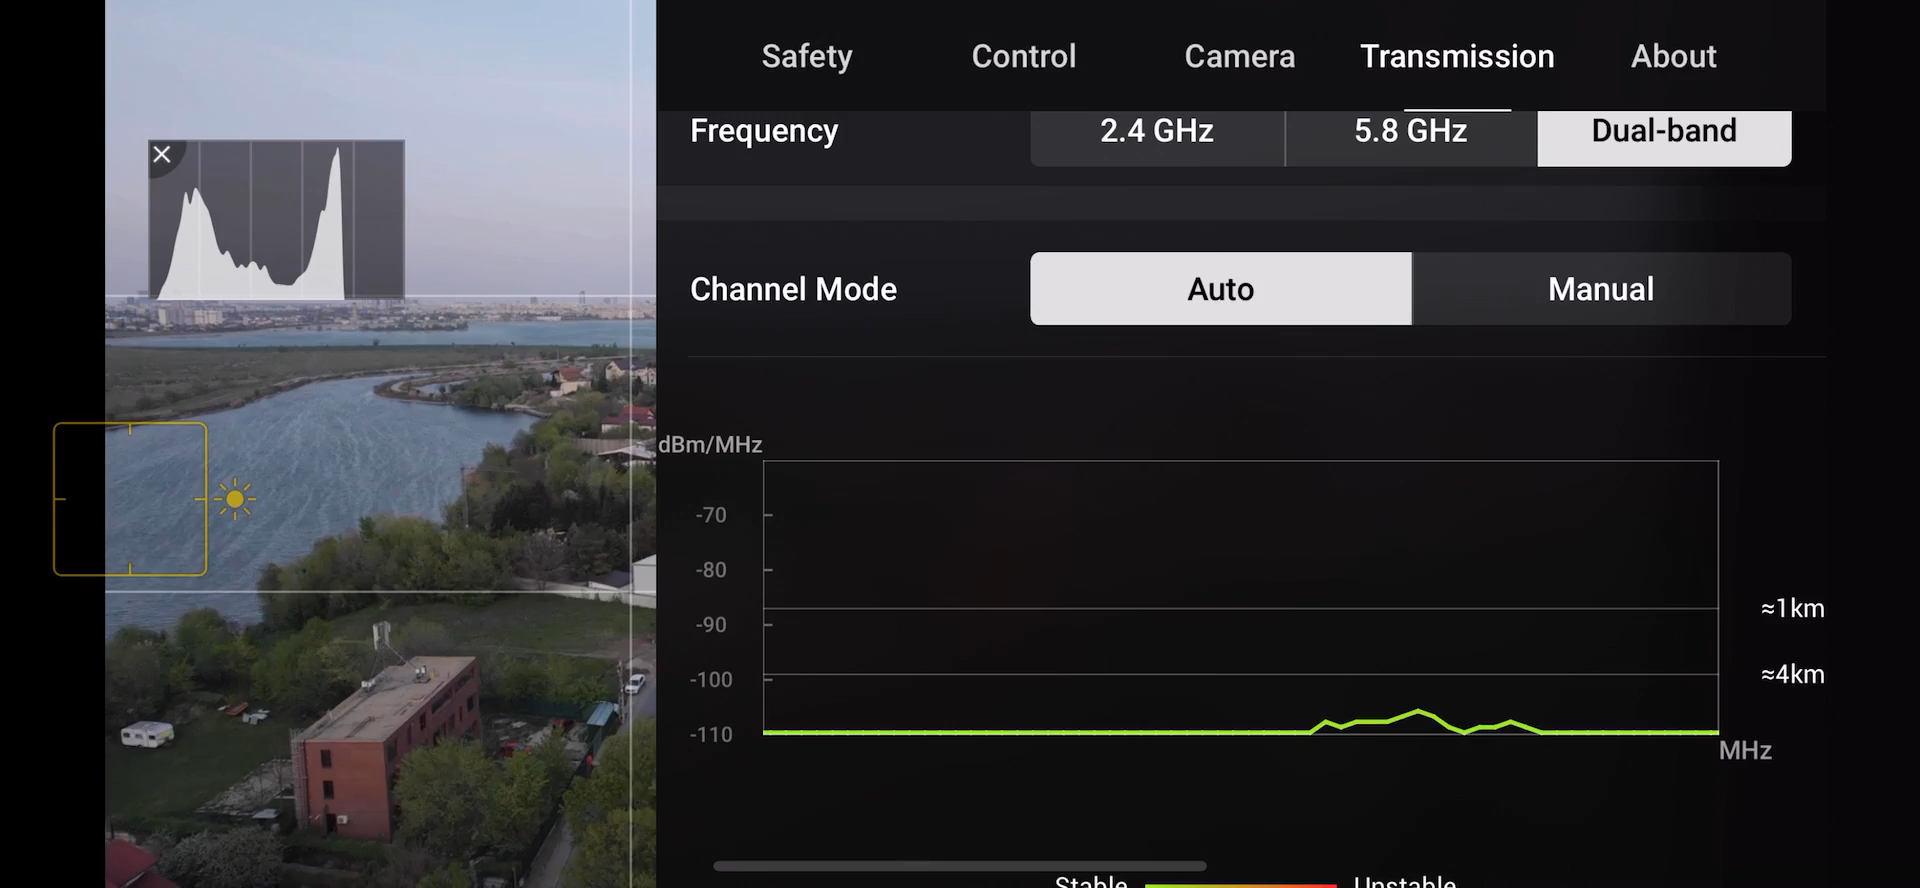 Safety Control Camera Transmission About
Frequency 2.4 GHz 5.8 GHz Dual-band
Channel Mode Auto Manual
dBm/MHz
-70
-80
≈1km
-90
≈4km
-100
-110
MHz
Stable Unstable